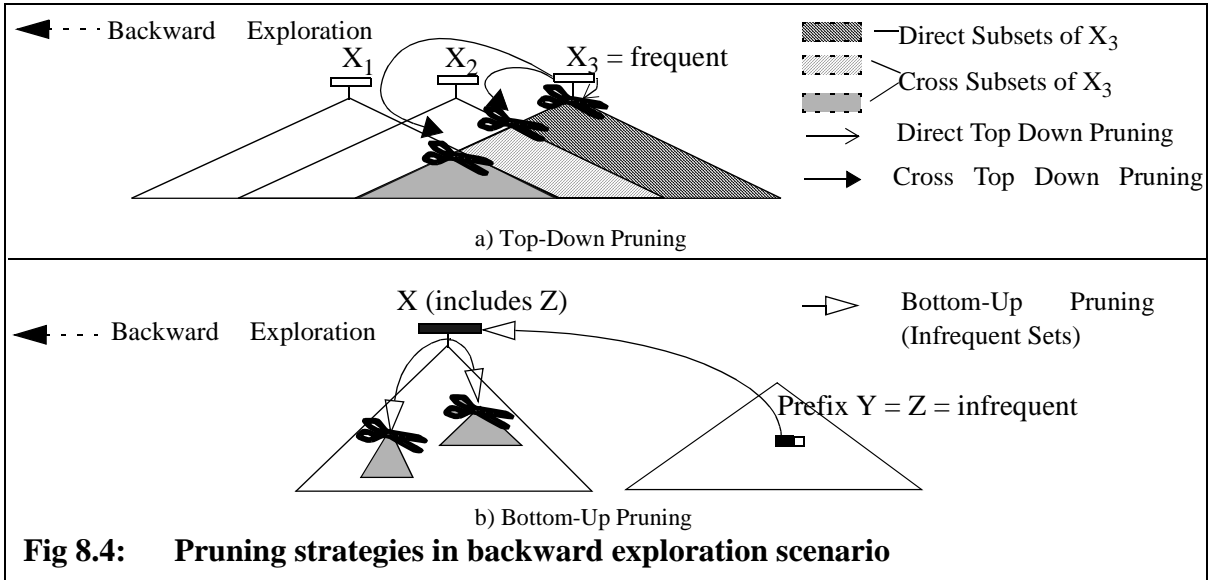 Backward Exploration
X1
X2
X3 = frequent
Direct Subsets of X3
Cross Subsets of X3
Direct Top Down Pruning
Cross Top Down Pruning
a) Top-Down Pruning
X (includes Z)
Backward Exploration
Bottom-Up Pruning
(Infrequent Sets)
Prefix Y = Z = infrequent
b) Bottom-Up Pruning
Fig 8.4: Pruning strategies in backward exploration scenario